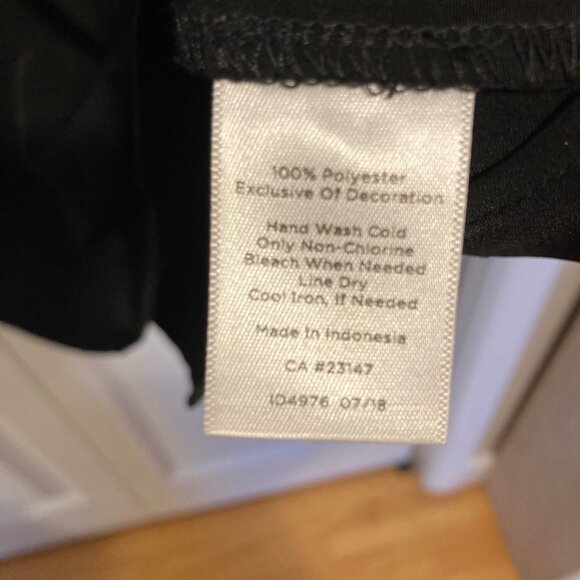 100% Polyester
Exclusive Of Decoration
Hand Wash Cold
Only Non-Chlorine
Bleach When Needed
Line Dry
Cool Iron, If Needed
Made In Indonesia
CA #23147
ID4976 07/18